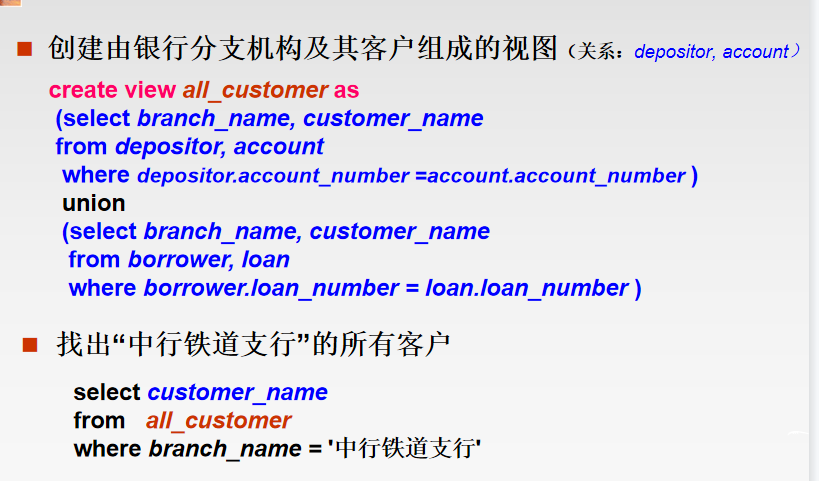 创建由银行分支机构及其客户组成的视图（关系：depositor, account）
create view all_customer as
(select branch_name, customer_name
from depositor, account
where depositor.account_number =account.account_number )
union
(select branch_name, customer_name
from borrower, loan
where borrower.loan_number = loan.loan_number )
找出“中行铁道支行”的所有客户
select customer_name
from all_customer
where branch_name = '中行铁道支行'